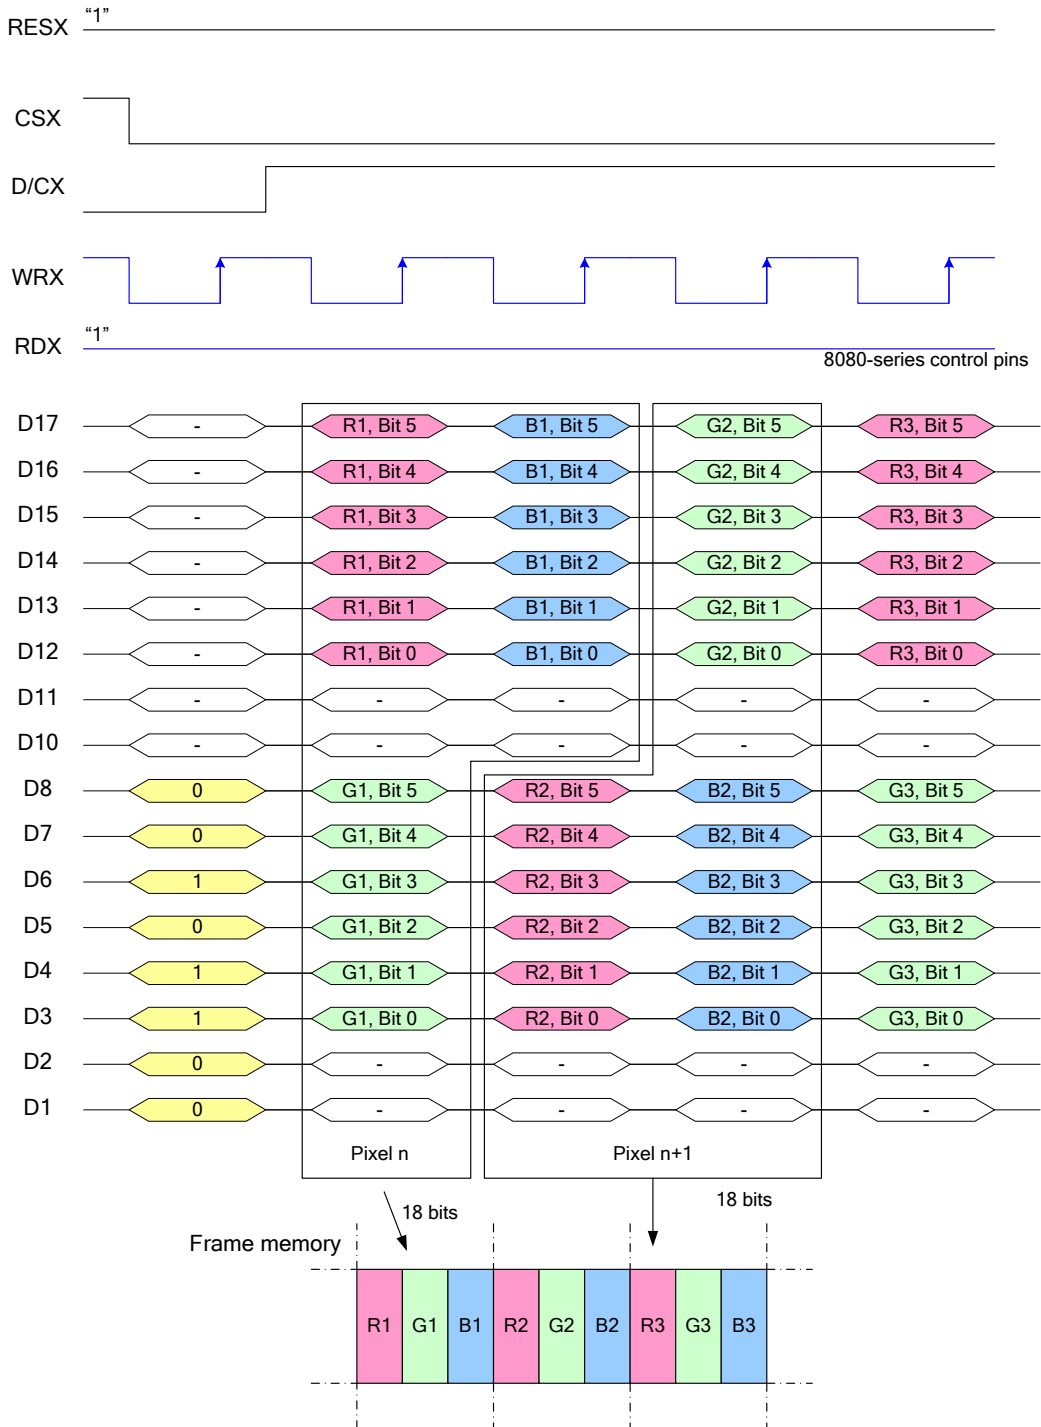 RESX "1"
CSX
D/CX
WRX
RDX "1"
8080-series control pins
D17 - R1, Bit 5 B1, Bit 5 G2, Bit 5 R3, Bit 5
D16 - R1, Bit 4 B1, Bit 4 G2, Bit 4 R3, Bit 4
D15 - R1, Bit 3 B1, Bit 3 G2, Bit 3 R3, Bit 3
D14 - R1, Bit 2 B1, Bit 2 G2, Bit 2 R3, Bit 2
D13 - R1, Bit 1 B1, Bit 1 G2, Bit 1 R3, Bit 1
D12 - R1, Bit 0 B1, Bit 0 G2, Bit 0 R3, Bit 0
D11 - - - - -
D10 - - - - -
D8 0 G1, Bit 5 R2, Bit 5 B2, Bit 5 G3, Bit 5
D7 0 G1, Bit 4 R2, Bit 4 B2, Bit 4 G3, Bit 4
D6 1 G1, Bit 3 R2, Bit 3 B2, Bit 3 G3, Bit 3
D5 0 G1, Bit 2 R2, Bit 2 B2, Bit 2 G3, Bit 2
D4 1 G1, Bit 1 R2, Bit 1 B2, Bit 1 G3, Bit 1
D3 1 G1, Bit 0 R2, Bit 0 B2, Bit 0 G3, Bit 0
D2 0 - - - -
D1 0 - - - -
Pixel n Pixel n+1
18 bits 18 bits
Frame memory
R1 G1 B1 R2 G2 B2 R3 G3 B3